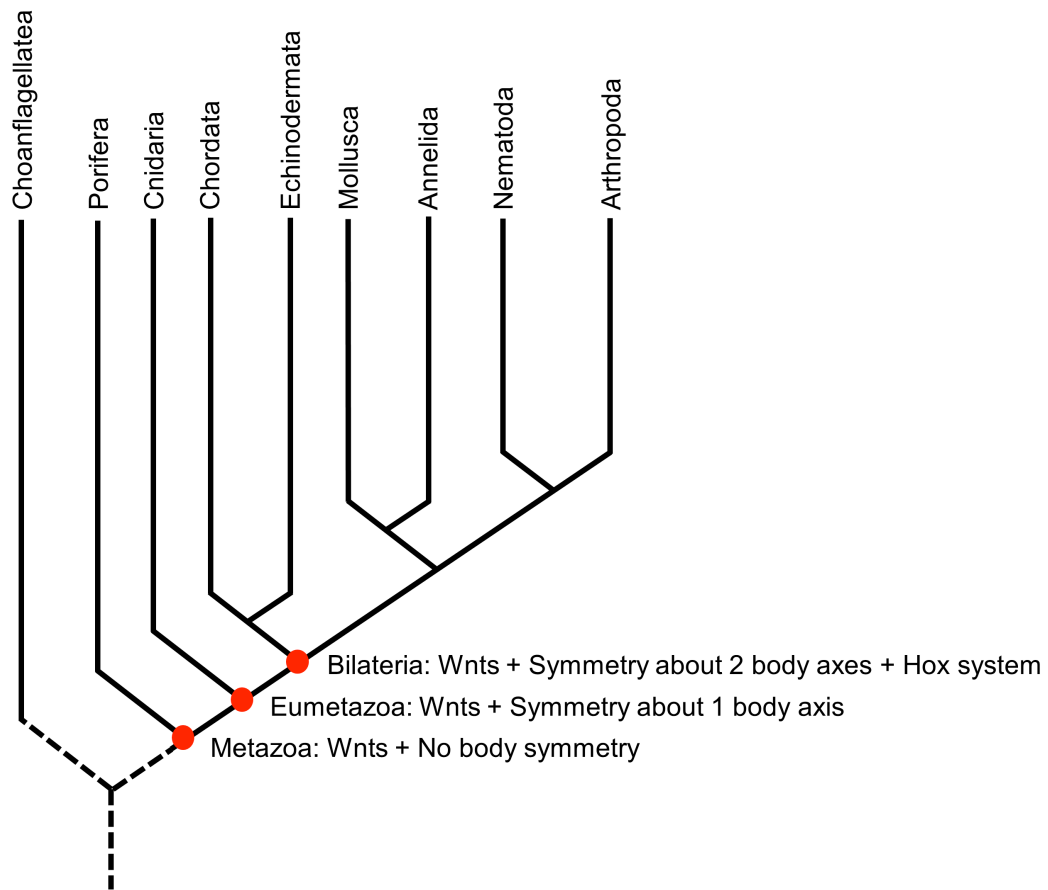 Choanflagellatea
Porifera
Cnidaria
Chordata
Echinodermata
Mollusca
Annelida
Nematoda
Arthropoda
Bilateria: Wnts + Symmetry about 2 body axes + Hox system
Eumetazoa: Wnts + Symmetry about 1 body axis
Metazoa: Wnts + No body symmetry